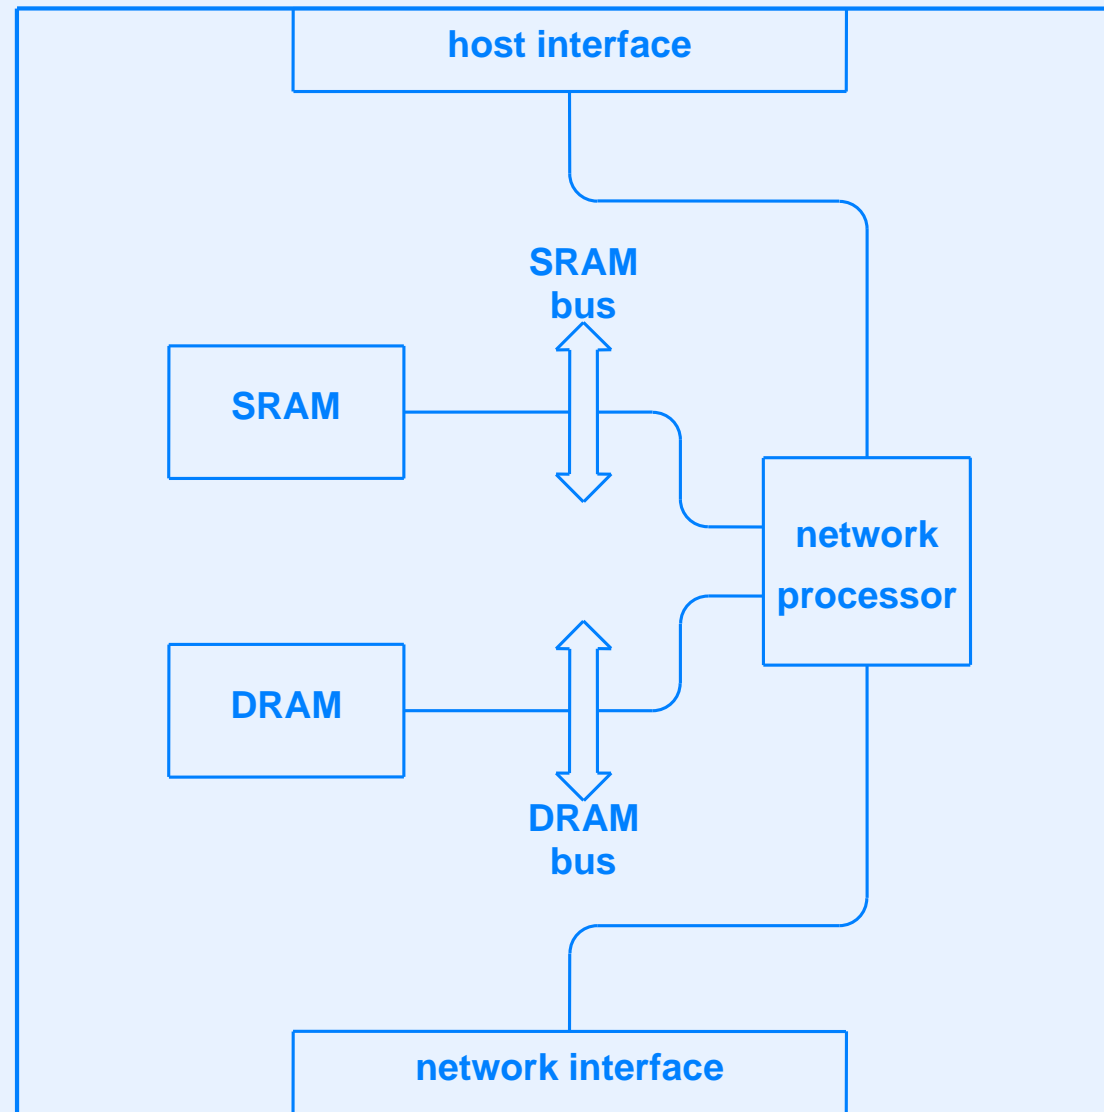 host interface
SRAM
bus
SRAM
network
processor
DRAM
DRAM
bus
network interface